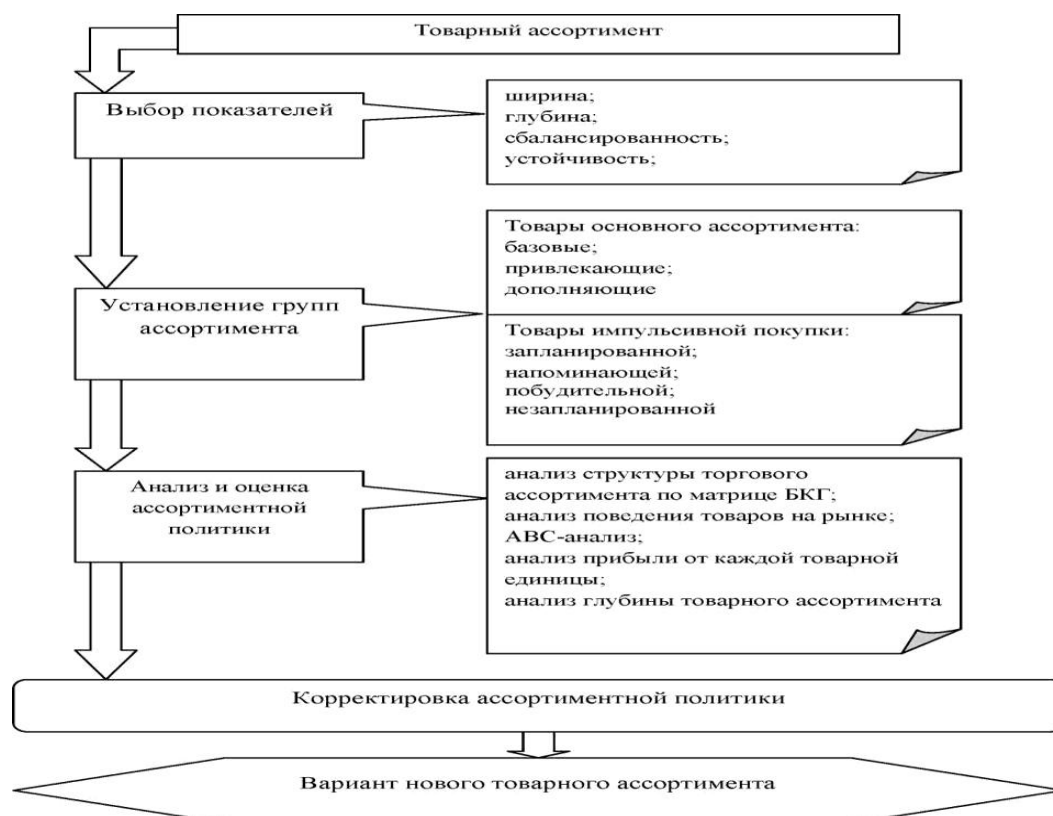 Товарный ассортимент
Выбор показателей
ширина;
глубина;
сбалансированность;
устойчивость;
Установление групп
ассортимента
Товары основного ассортимента:
базовые;
привлекающие;
дополняющие
Товары импульсивной покупки:
запланированной;
напоминающей;
побудительной;
незапланированной
Анализ и оценка
ассортиментной
политики
анализ структуры торгового
ассортимента по матрице БКГ;
анализ поведения товаров на рынке;
АВС-анализ;
анализ прибыли от каждой товарной
единицы;
анализ глубины товарного ассортимента
Корректировка ассортиментной политики
Вариант нового товарного ассортимента